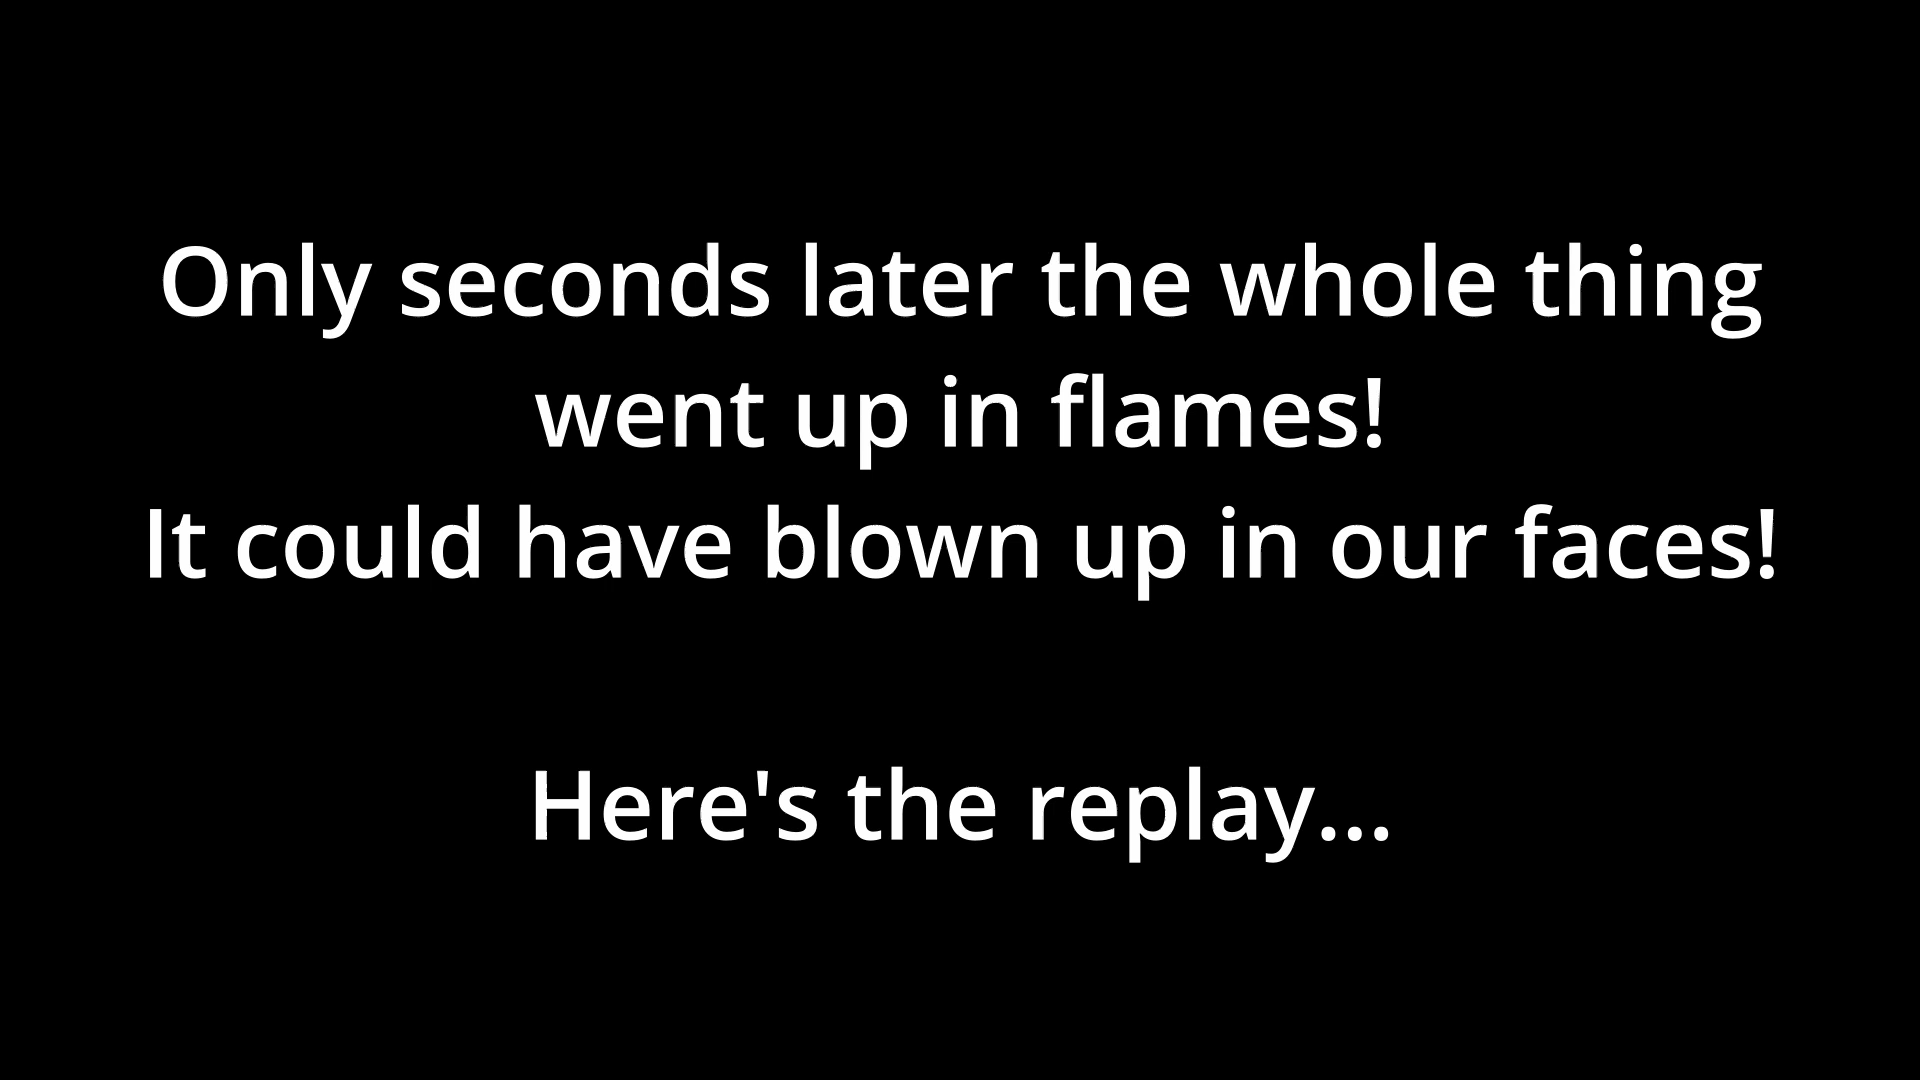 Only seconds later the whole thing
went up in flames!
It could have blown up in our faces!
Here's the replay...